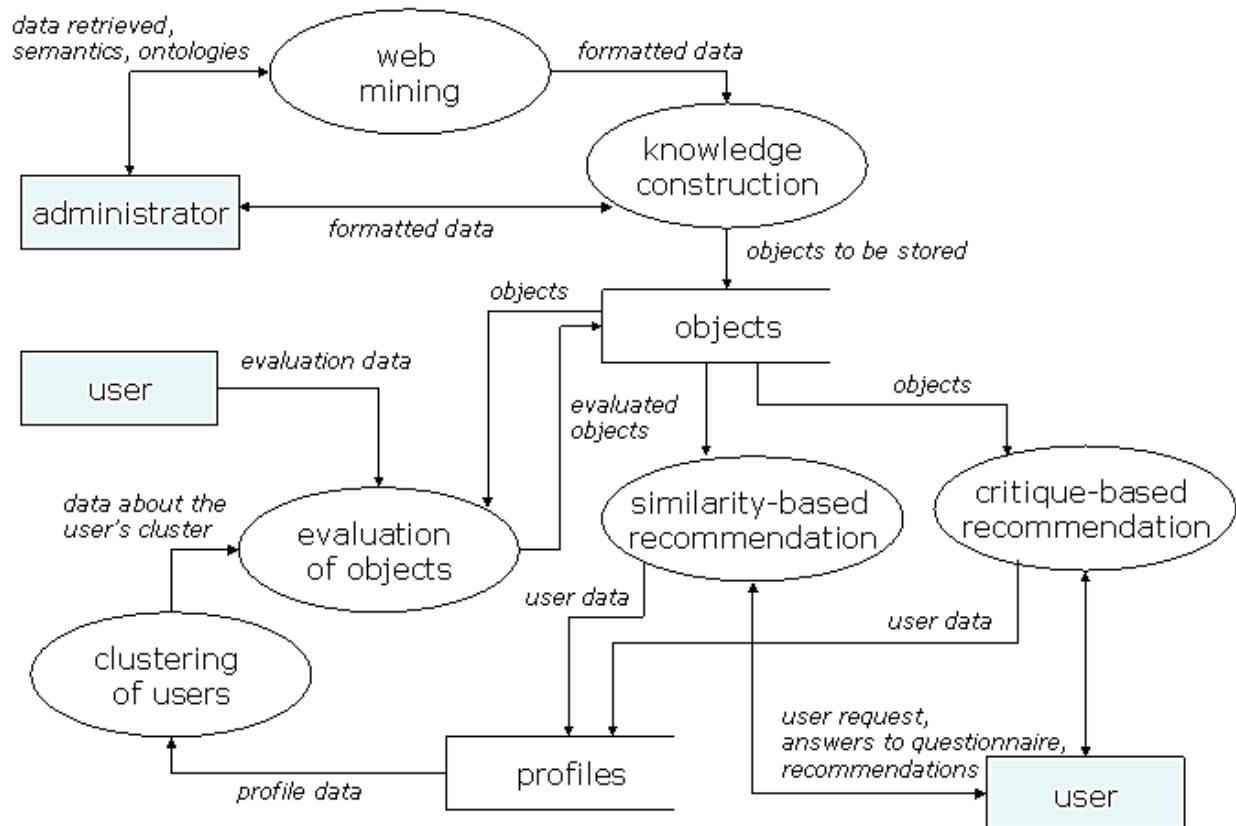 data retrieved,
semantics, ontologies
web
mining
formatted data
knowledge
construction
administrator
formatted data
objects to be stored
objects
objects
user
evaluation data
evaluated
objects
objects
data about the
user's cluster
evaluation
of objects
similarity-based
recommendation
critique-based
recommendation
user data
user data
clustering
of users
profile data
profiles
user request,
answers to questionnaire,
recommendations
user